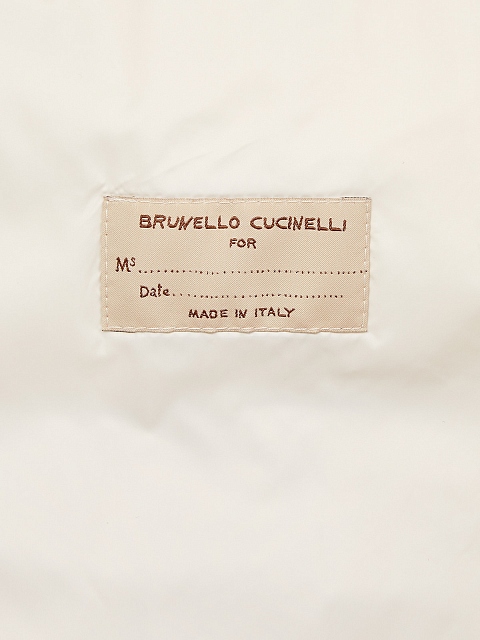 BRUNELLO CUCINELLI
FOR
Ms..............................................
Date..................................
MADE IN ITALY